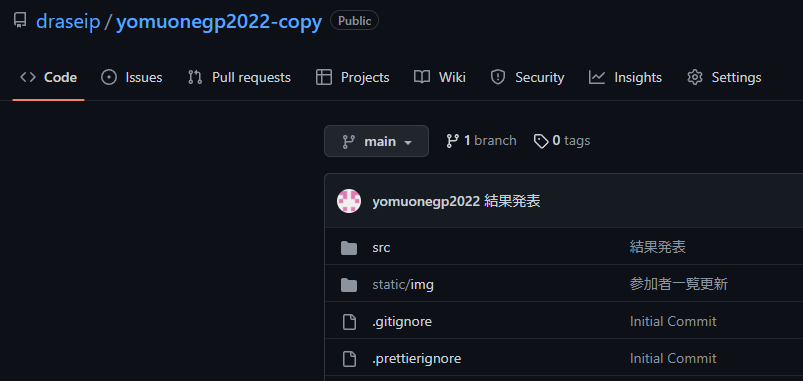 draseip / yomuonegp2022-copy Public
Code Issues Pull requests Projects Wiki Security Insights Settings
main 1 branch 0 tags
yomuonegp2022 結果発表
src 結果発表
static/img 参加者一覧更新
.gitignore Initial Commit
.prettierignore Initial Commit